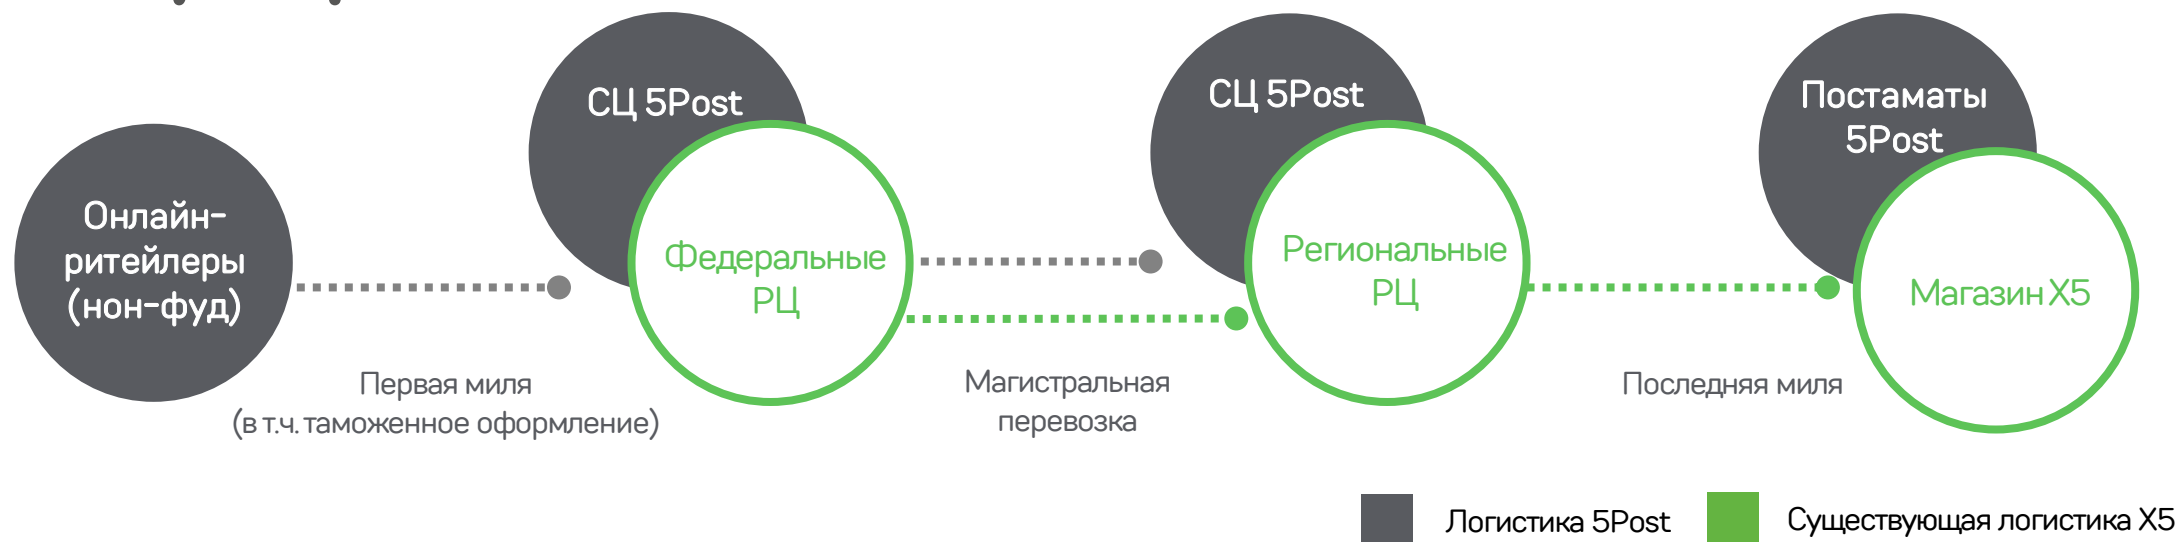 СЦ 5Post
СЦ 5Post
Постаматы
5Post
Онлайн-
ритейлеры
(нон-фуд)
Федеральные
РЦ
Региональные
РЦ
Магазин X5
Первая миля
(в т.ч. таможенное оформление)
Магистральная
перевозка
Последняя миля
Логистика 5Post
Существующая логистика X5